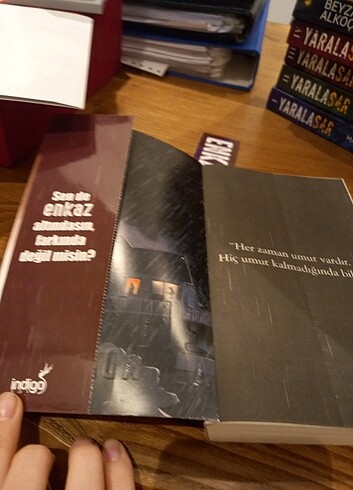 BEYZ
ALKOÇ
YARALASAR
YARALASAR
YARALASAR
YARALASAR
ENK
Sen de
enkaz
altındasın,
farkında
değil misin?
"Her zaman umut vardır.
Hiç umut kalmadığında bil
indigo